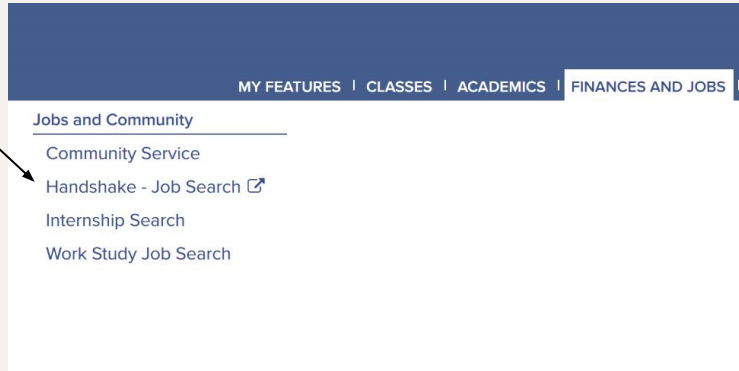 MY FEATURES | CLASSES | ACADEMICS | FINANCES AND JOBS
Jobs and Community
Community Service
Handshake - Job Search
Internship Search
Work Study Job Search